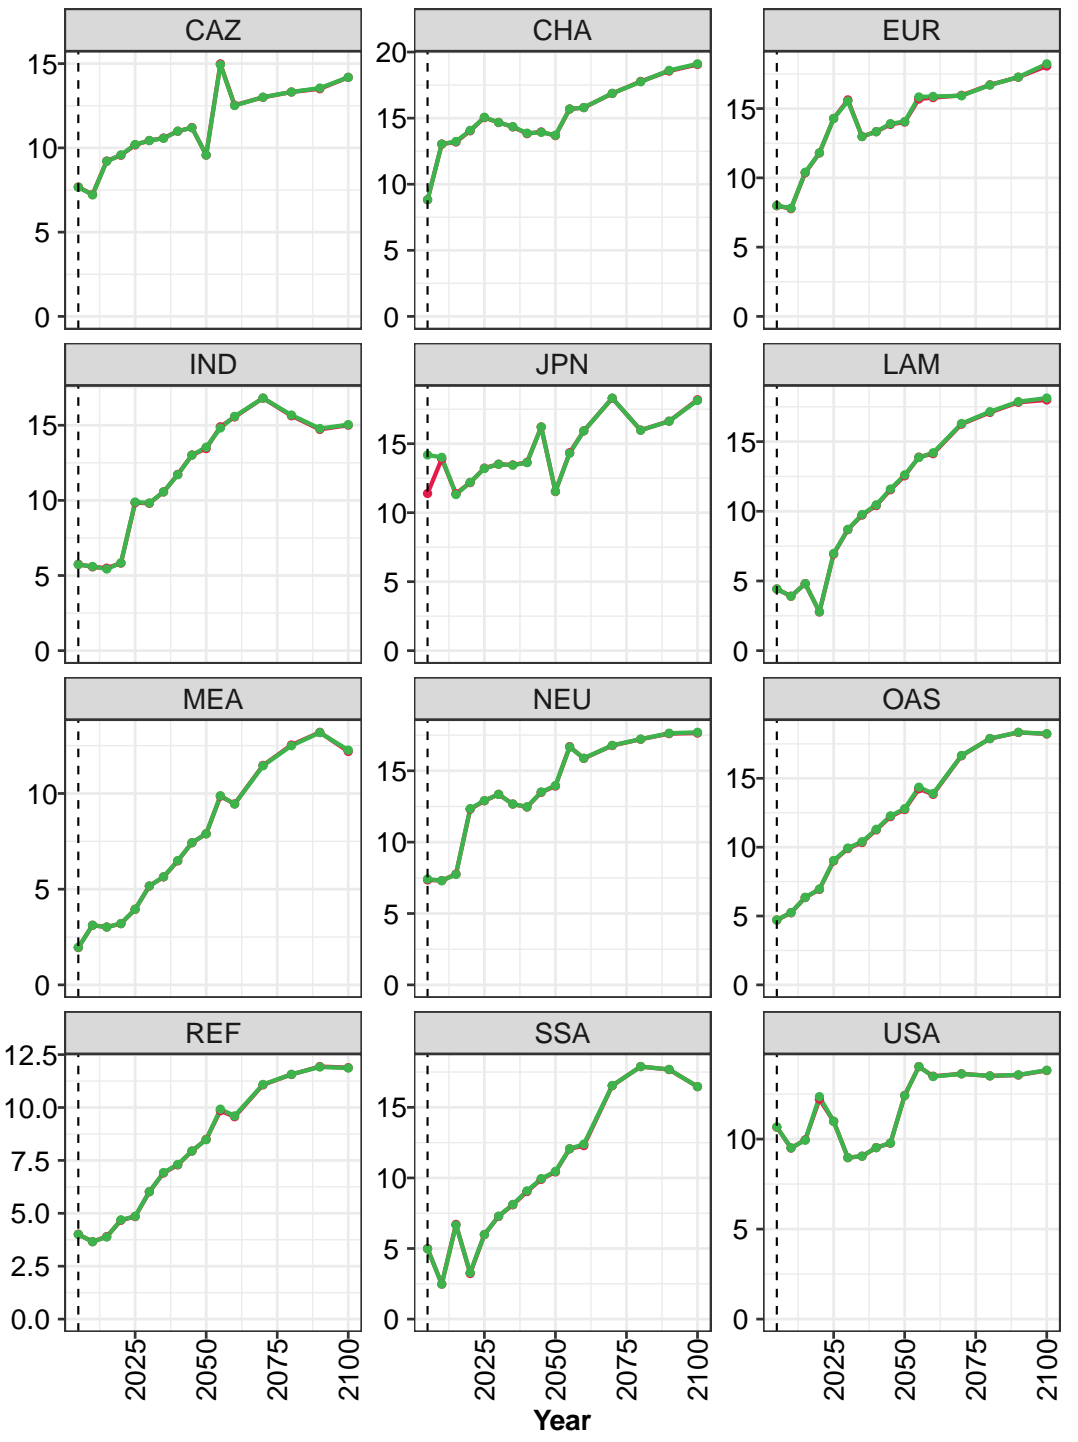 CAZ CHA EUR
15 20 15
10 15 10
5 10 5
0 5 0
0
IND JPN LAM
15 15 15
10 10 10
5 5 5
0 0 0
MEA NEU OAS
10 15 15
5 10 10
0 5 5
0 0
REF SSA USA
12.5 15 10
10.0 10 5
7.5 5 0
5.0 0
2.5
0.0
2025 2050 2075 2100 2025 2050 2075 2100 2025 2050 2075 2100
Year